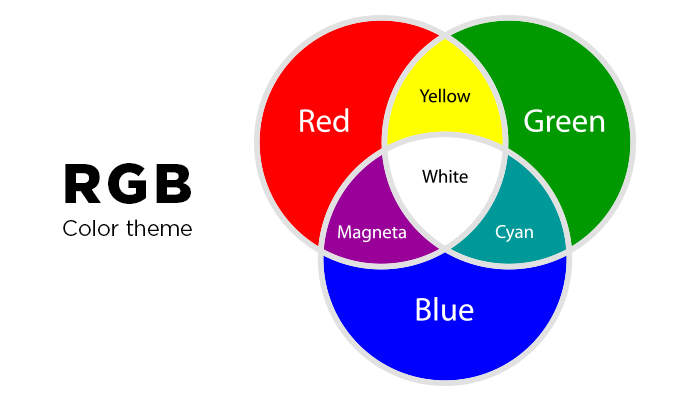 RGB
Color theme
Red
Yellow
Green
White
Magneta
Cyan
Blue